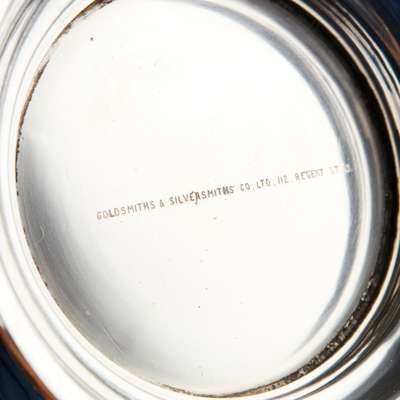 GOLDSMITHS & SILVERSMITHS CO. LTD. 112. REGENT ST